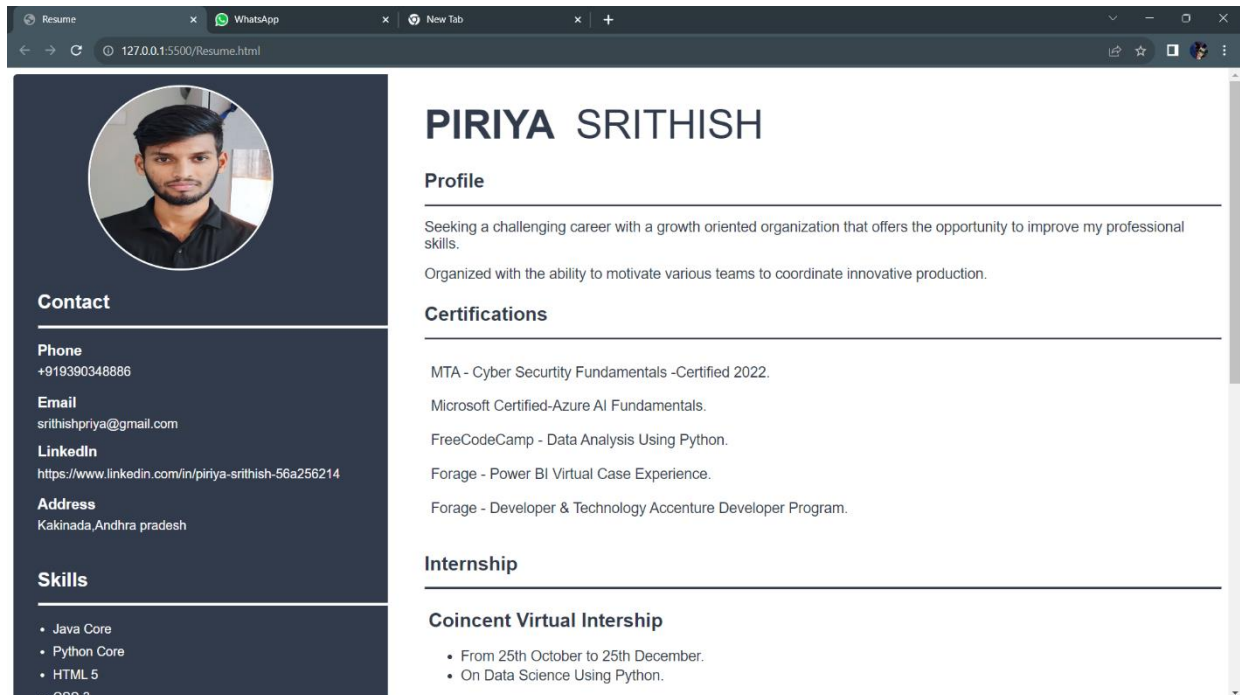 Resume
WhatsApp
New Tab
127.0.0.1:5500/Resume.html
Contact
Phone
+919390348886
Email
srithishpriya@gmail.com
LinkedIn
https://www.linkedin.com/in/piriya-srithish-56a256214
Address
Kakinada,Andhra pradesh
Skills
• Java Core
• Python Core
• HTML 5
PIRIYA SRITHISH
Profile
Seeking a challenging career with a growth oriented organization that offers the opportunity to improve my professional
skills.
Organized with the ability to motivate various teams to coordinate innovative production.
Certifications
MTA - Cyber Securtity Fundamentals -Certified 2022.
Microsoft Certified-Azure AI Fundamentals.
FreeCodeCamp - Data Analysis Using Python.
Forage - Power BI Virtual Case Experience.
Forage - Developer & Technology Accenture Developer Program.
Internship
Coincent Virtual Intership
• From 25th October to 25th December.
• On Data Science Using Python.